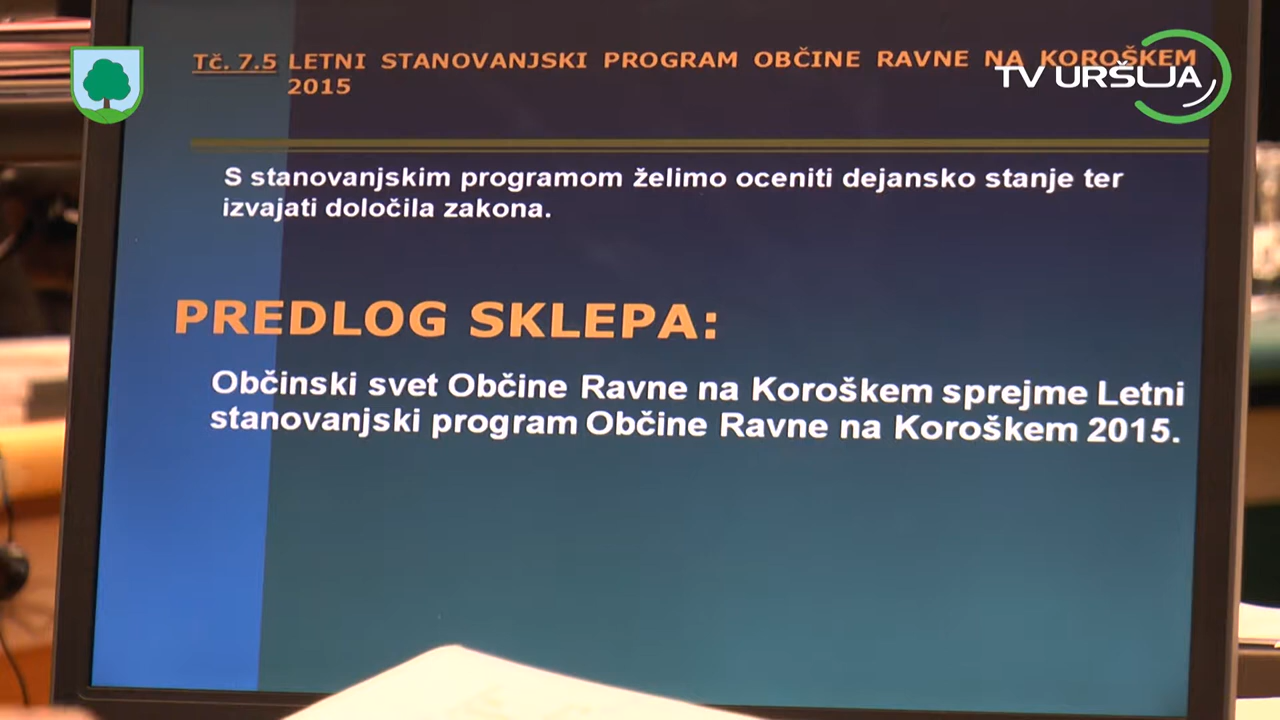 Tč. 7.5 LETNI STANOVANJSKI PROGRAM OBČINE RAVNE NA KOROŠKEM
2015
TV URŠLJA
S stanovanjskim programom želimo oceniti dejansko stanje ter
izvajati določila zakona.
PREDLOG SKLEPA:
Občinski svet Občine Ravne na Koroškem sprejme Letni
stanovanjski program Občine Ravne na Koroškem 2015.